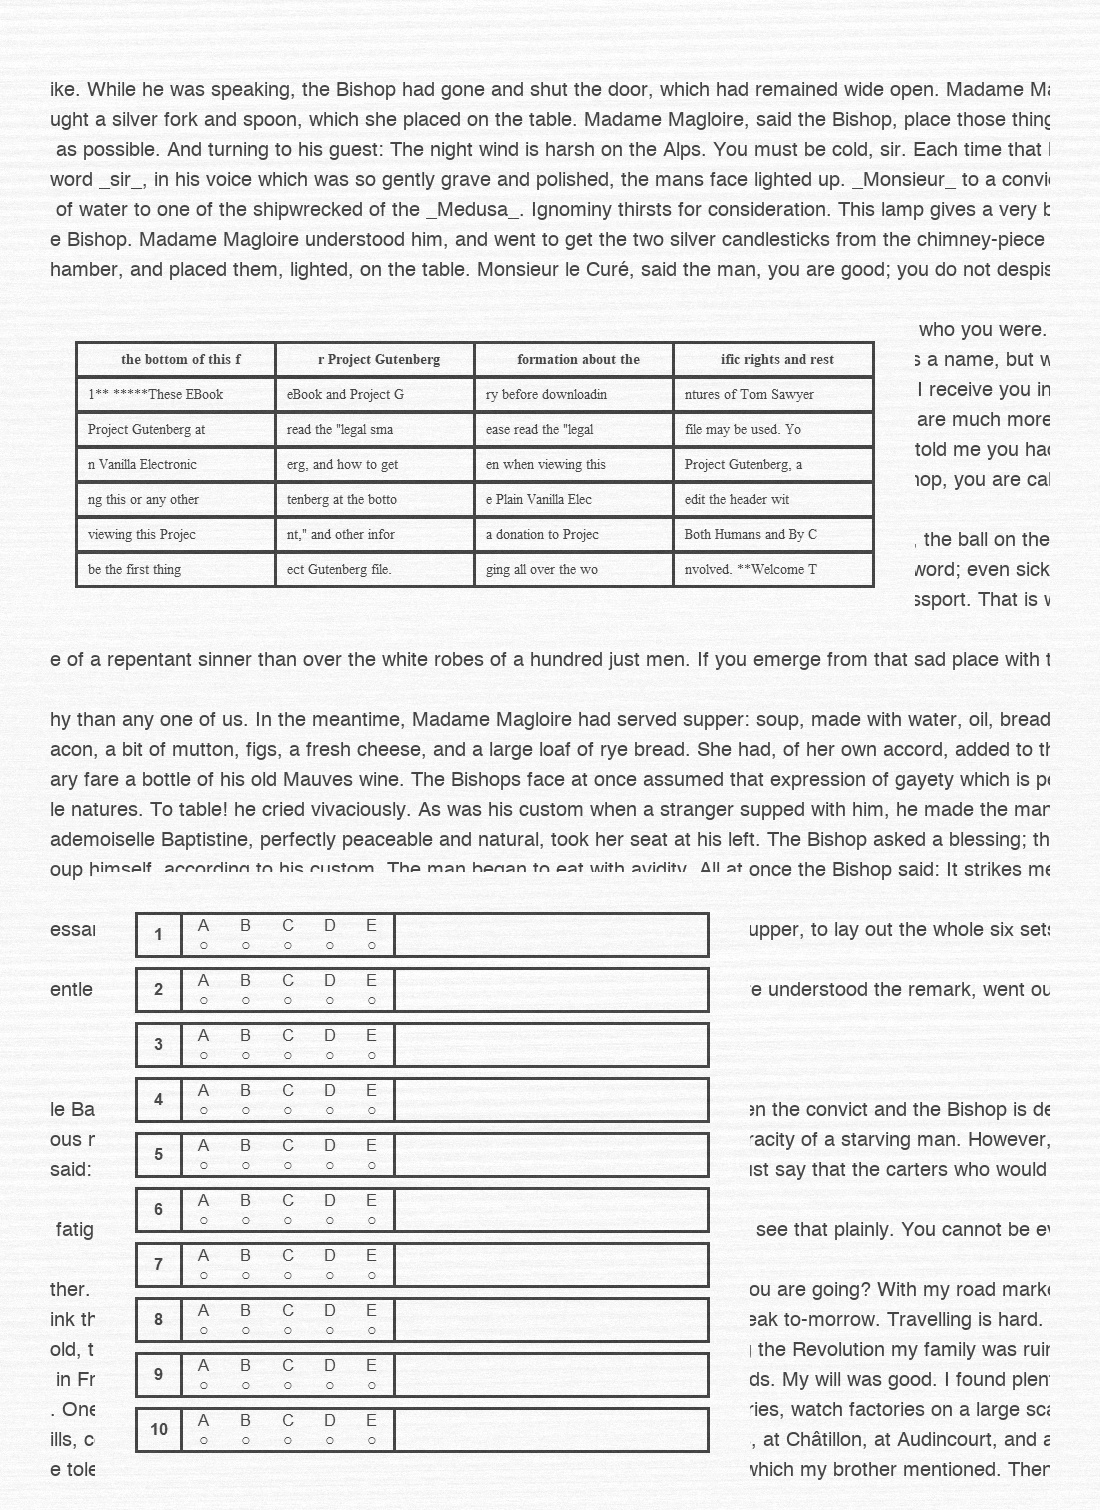 ike. While he was speaking, the Bishop had gone and shut the door, which had remained wide open. Madame
ught a silver fork and spoon, which she placed on the table. Madame Magloire, said the Bishop, place those thing
as possible. And turning to his guest: The night wind is harsh on the Alps. You must be cold, sir. Each time that
word _sir_, in his voice which was so gently grave and polished, the mans face lighted up. _Monsieur_ to a
of water to one of the shipwrecked of the _Medusa_. Ignominy thirsts for consideration. This lamp gives a very
e Bishop. Madame Magloire understood him, and went to get the two silver candlesticks from the chimney-piece
hamber, and placed them, lighted, on the table. Monsieur le Curé, said the man, you are good; you do not despis
who you were.
s a name, but
I receive you in
are much more
told me you
hop, you are
, the ball on the
word; even sick
ssport. That is
the bottom of this f r Project Gutenberg formation about the ific rights and rest
1** *****These EBook eBook and Project G ry before downloadin ntures of Tom Sawyer
Project Gutenberg at read the "legal sma ease read the "legal file may be used. Yo
n Vanilla Electronic erg, and how to get en when viewing this Project Gutenberg, a
ng this or any other tenberg at the botto e Plain Vanilla Elec edit the header wit
viewing this Projec nt," and other infor a donation to Projec Both Humans and By C
be the first thing ect Gutenberg file. ging all over the wo nvolved. **Welcome T
e of a repentant sinner than over the white robes of a hundred just men. If you emerge from that sad place with
hy than any one of us. In the meantime, Madame Magloire had served supper: soup, made with water, oil, bread
acon, a bit of mutton, figs, a fresh cheese, and a large loaf of rye bread. She had, of her own accord, added to
ary fare a bottle of his old Mauves wine. The Bishops face at once assumed that expression of gayety which is
le natures. To table! he cried vivaciously. As was his custom when a stranger supped with him, he made the man
ademoiselle Baptistine, perfectly peaceable and natural, took her seat at his left. The Bishop asked a blessing;
oup himself, according to his custom. The man began to eat with avidity. All at once the Bishop said: It strikes me
essar upper, to lay out the whole six sets
entle e understood the remark, went
le Ba en the convict and the Bishop is
ous racity of a starving man. However,
said: ust say that the carters who would
fatig see that plainly. You cannot be
ther. ou are going? With my road
ink eak to-morrow. Travelling is hard.
old, the Revolution my family was
in Fr ds. My will was good. I found
. One ries, watch factories on a large
ills, , at Châtillon, at Audincourt, and
e tole which my brother mentioned. Then
1 A B C D E
2 A B C D E
3 A B C D E
4 A B C D E
5 A B C D E
6 A B C D E
7 A B C D E
8 A B C D E
9 A B C D E
10 A B C D E